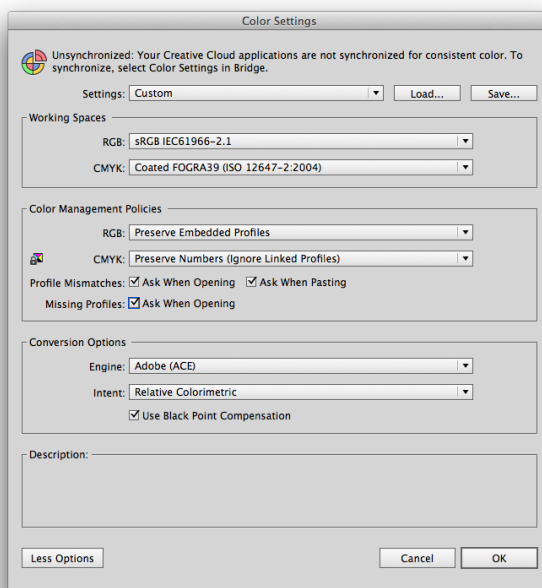 Color Settings
Unsynchronized: Your Creative Cloud applications are not synchronized for consistent color. To
synchronize, select Color Settings in Bridge.
Settings: Custom Load... Save...
Working Spaces
RGB: sRGB IEC61966-2.1
CMYK: Coated FOGRA39 (ISO 12647-2:2004)
Color Management Policies
RGB: Preserve Embedded Profiles
CMYK: Preserve Numbers (Ignore Linked Profiles)
Profile Mismatches: Ask When Opening Ask When Pasting
Missing Profiles: Ask When Opening
Conversion Options
Engine: Adobe (ACE)
Intent: Relative Colorimetric
Use Black Point Compensation
Description:
Less Options Cancel OK